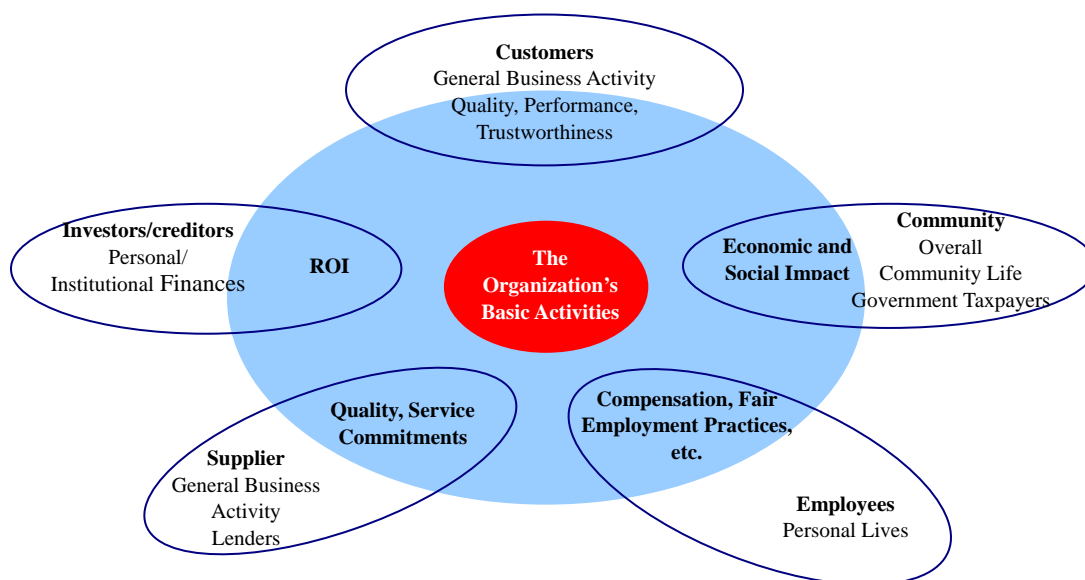 Customers
General Business Activity
Quality, Performance,
Trustworthiness
Investors/creditors
Personal/
Institutional Finances
ROI
The
Organization's
Basic Activities
Economic and
Social Impact
Community
Overall
Community Life
Government Taxpayers
Quality, Service
Commitments
Supplier
General Business
Activity
Lenders
Compensation, Fair
Employment Practices,
etc.
Employees
Personal Lives